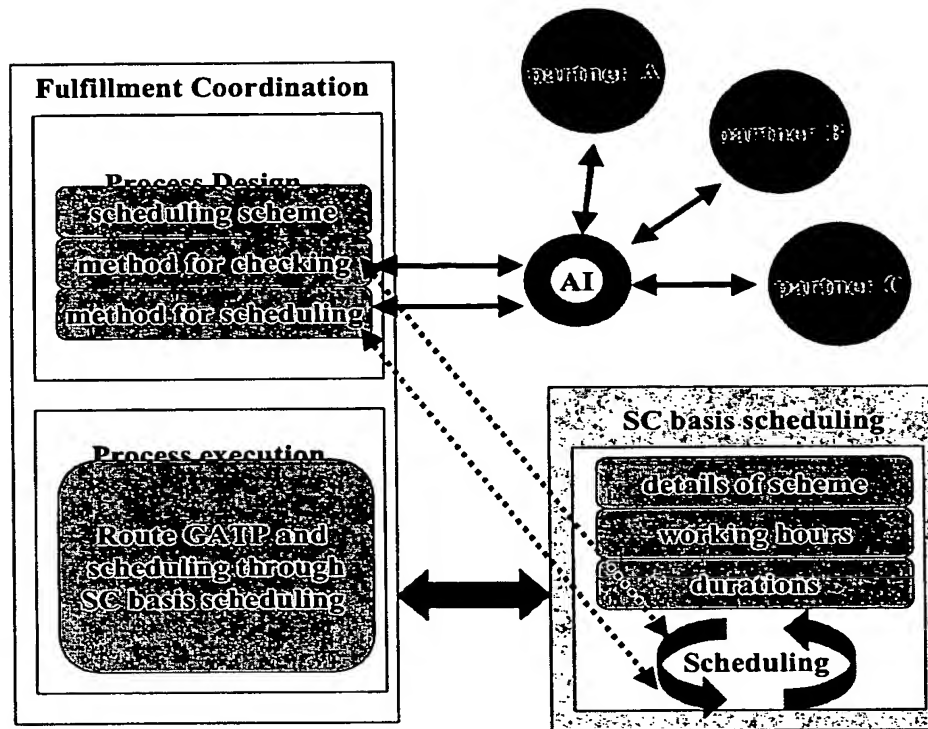 Fulfillment Coordination
Process Design
scheduling scheme
method for checking
method for scheduling
Process execution
Route GATP and
scheduling through
SC basis scheduling
partner A
partner B
partner C
AI
SC basis scheduling
details of scheme
working hours
durations
Scheduling